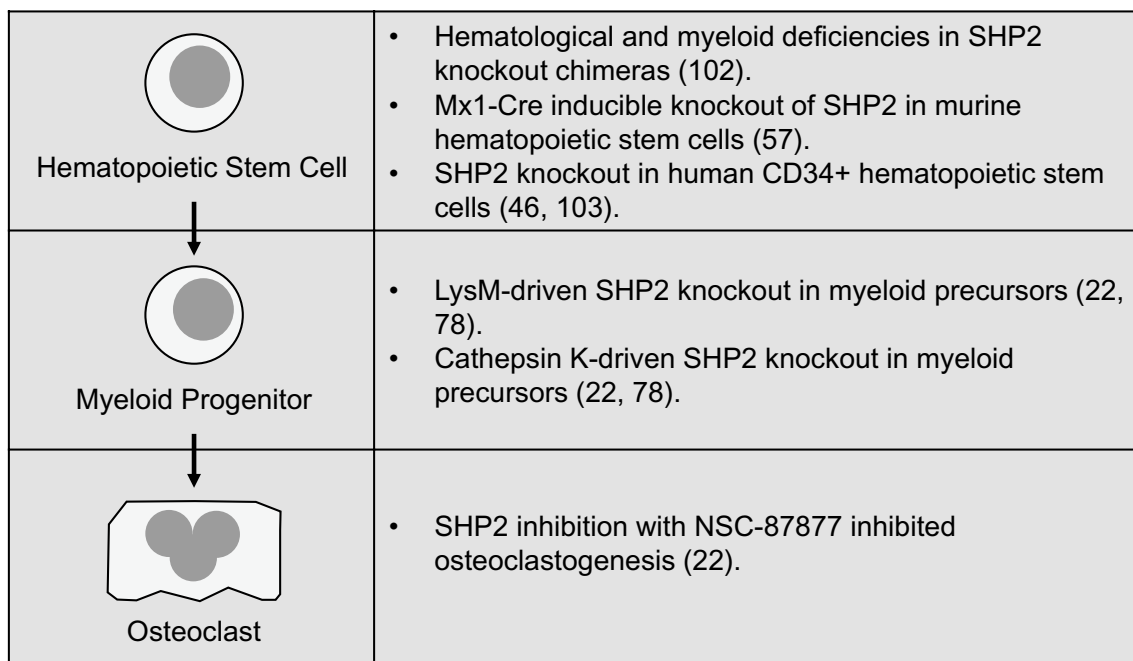 Hematopoietic Stem Cell
• Hematological and myeloid deficiencies in SHP2
knockout chimeras (102).
• Mx1-Cre inducible knockout of SHP2 in murine
hematopoietic stem cells (57).
• SHP2 knockout in human CD34+ hematopoietic stem
cells (46, 103).
Myeloid Progenitor
• LysM-driven SHP2 knockout in myeloid precursors (22,
78).
• Cathepsin K-driven SHP2 knockout in myeloid
precursors (22, 78).
Osteoclast
• SHP2 inhibition with NSC-87877 inhibited
osteoclastogenesis (22).